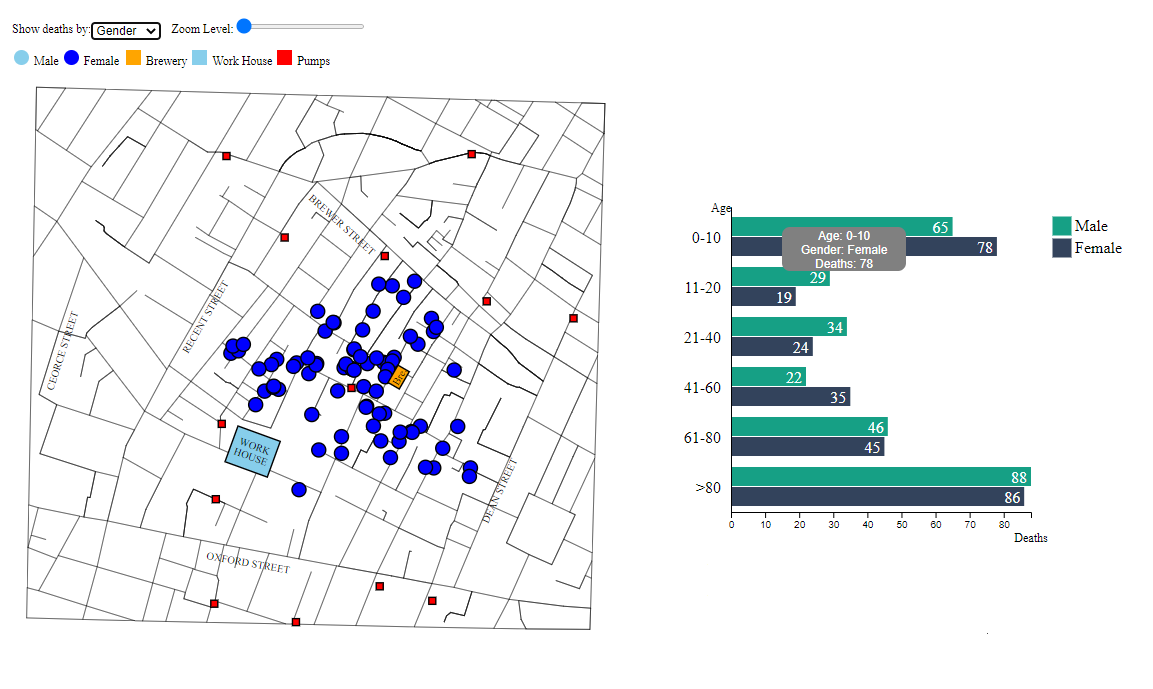 Show deaths by: Gender Zoom Level:
Male Female Brewery Work House Pumps
BREWER STREET
RECENT STREET
CEORCE STREET
WORK
HOUSE
DEAN STREET
OXFORD STREET
Age
0-10 65
78
Age: 0-10
Gender: Female
Deaths: 78
11-20 29
19
21-40 34
24
41-60 22
35
61-80 46
45
>80 88
86
0 10 20 30 40 50 60 70 80
Deaths
Male
Female